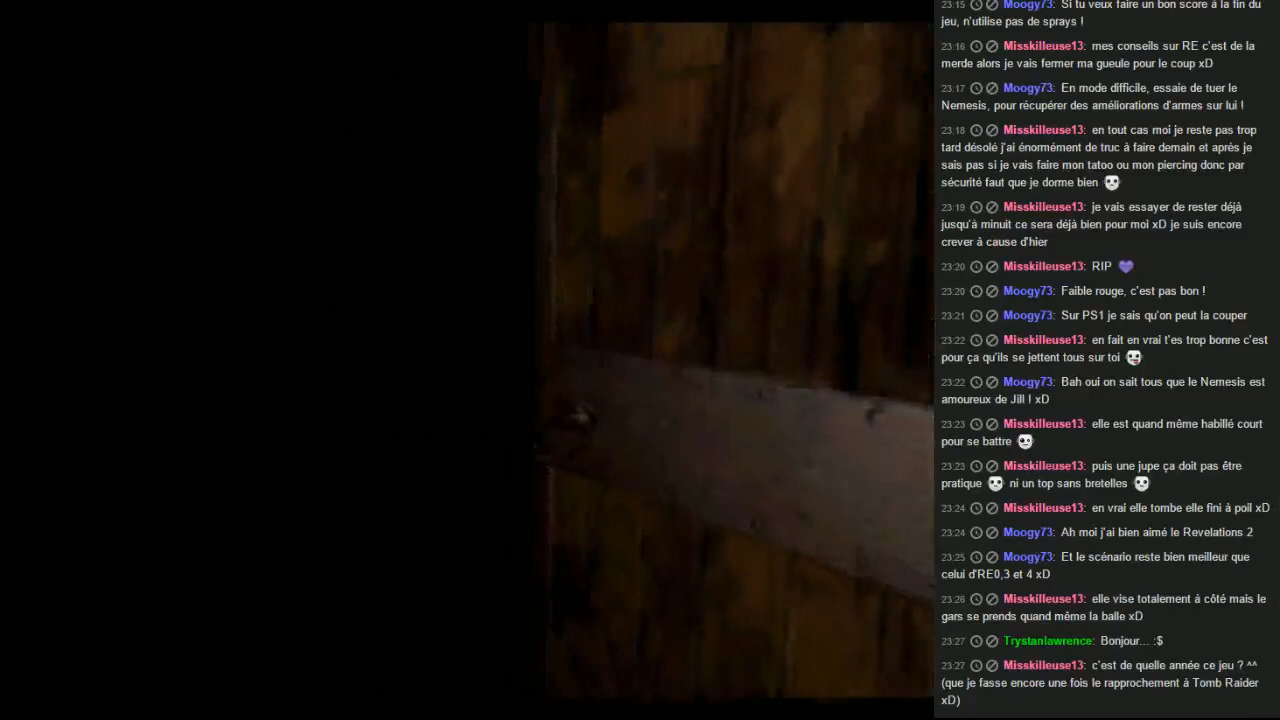 23:15 Moogy73: Si tu veux faire un bon score à la fin du
jeu, n'utilise pas de sprays !
23:16 Misskilleuse13: mes conseils sur RE c'est de la
merde alors je vais fermer ma gueule pour le coup xD
23:17 Moogy73: En mode difficile, essaie de tuer le
Nemesis, pour récupérer des améliorations d'armes sur lui !
23:18 Misskilleuse13: en tout cas moi je reste pas trop
tard désolé j'ai énormément de truc à faire demain et après je
sais pas si je vais faire mon tatoo ou mon piercing donc par
sécurité faut que je dorme bien
23:19 Misskilleuse13: je vais essayer de rester déjà
jusqu'à minuit ce sera déjà bien pour moi xD je suis encore
crever à cause d'hier
23:20 Misskilleuse13: RIP
23:20 Moogy73: Faible rouge, c'est pas bon !
23:21 Moogy73: Sur PS1 je sais qu'on peut la couper
23:22 Misskilleuse13: en fait en vrai t'es trop bonne c'est
pour ça qu'ils se jettent tous sur toi
23:22 Moogy73: Bah oui on sait tous que le Nemesis est
amoureux de Jill ! xD
23:23 Misskilleuse13: elle est quand même habillé court
pour se battre
23:23 Misskilleuse13: puis une jupe ça doit pas être
pratique ni un top sans bretelles
23:24 Misskilleuse13: en vrai elle tombe elle fini à poil xD
23:24 Moogy73: Ah moi j'ai bien aimé le Revelations 2
23:25 Moogy73: Et le scénario reste bien meilleur que
celui d'RE0,3 et 4 xD
23:26 Misskilleuse13: elle vise totalement à côté mais le
gars se prends quand même la balle xD
23:27 Trystanlawrence: Bonjour... :$
23:27 Misskilleuse13: c'est de quelle année ce jeu ? ^^
(que je fasse encore une fois le rapprochement à Tomb Raider
xD)